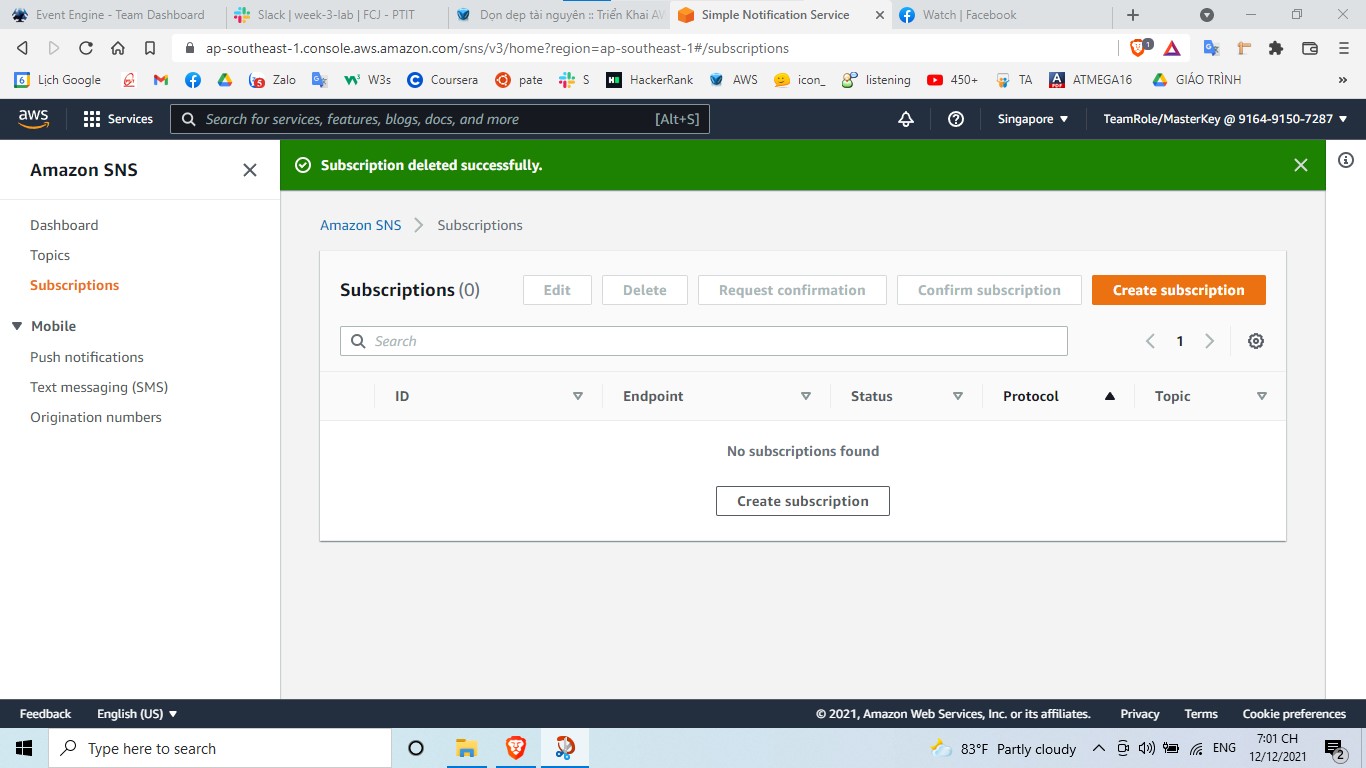 Event Engine - Team Dashboard
Slack | week-3-lab | FCJ - PTIT
Dọn dẹp tài nguyên :: Triển Khai AW
Simple Notification Service
Watch | Facebook
ap-southeast-1.console.aws.amazon.com/sns/v3/home?region=ap-southeast-1#/subscriptions
1
6 Lịch Google Zalo W3s Coursera pate S HackerRank AWS icon_ listening 450+ TA ATMEGA16 GIÁO TRÌNH »
aws Services Search for services, features, blogs, docs, and more [Alt+S] Singapore TeamRole/MasterKey @ 9164-9150-7287
Amazon SNS
Subscription deleted successfully.
Dashboard
Topics
Subscriptions
Mobile
Push notifications
Text messaging (SMS)
Origination numbers
Amazon SNS > Subscriptions
Subscriptions (0) Edit Delete Request confirmation Confirm subscription Create subscription
Search
1
ID Endpoint Status Protocol Topic
No subscriptions found
Create subscription
Feedback English (US) © 2021, Amazon Web Services, Inc. or its affiliates. Privacy Terms Cookie preferences
Type here to search
83°F Partly cloudy
ENG
7:01 CH
12/12/2021
2